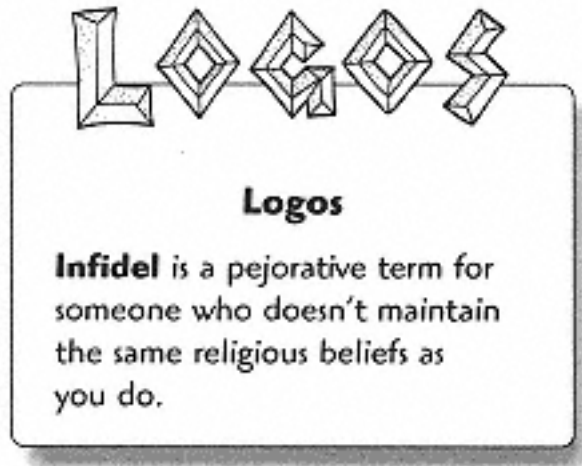 LOGOS
Logos
Infidel is a pejorative term for
someone who doesn't maintain
the same religious beliefs as
you do.